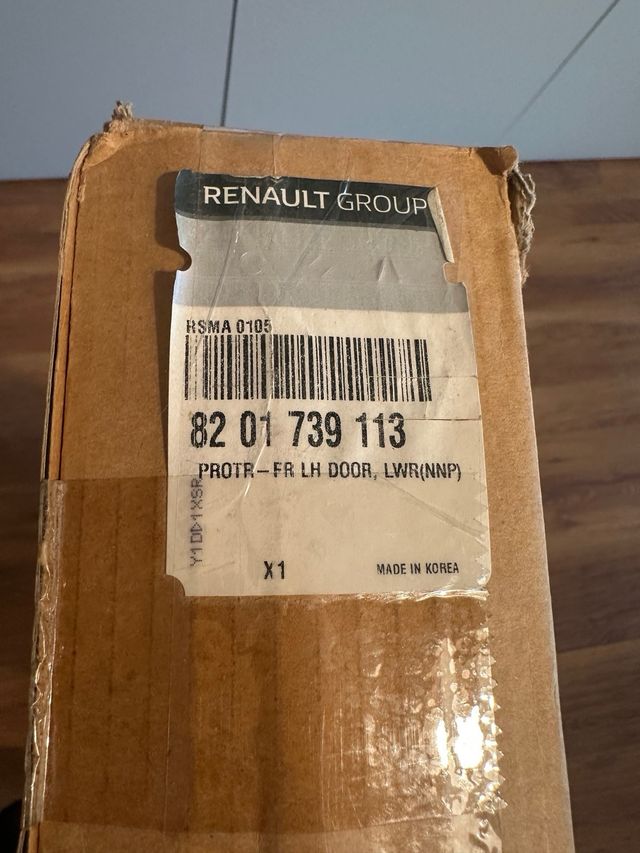 RENAULT GROUP
RSMA 0105
82 01 739 113
PROTR-FR LH DOOR, LWR(NNP)
X1
MADE IN KOREA